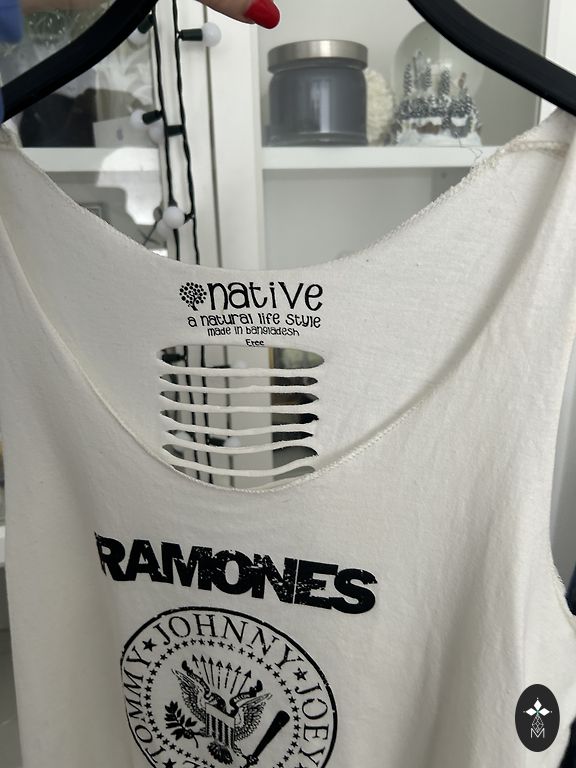 native
a natural life style
made in bangladesh
Free
RAMONES
TOMMY ★ JOHNNY ★ JOEY